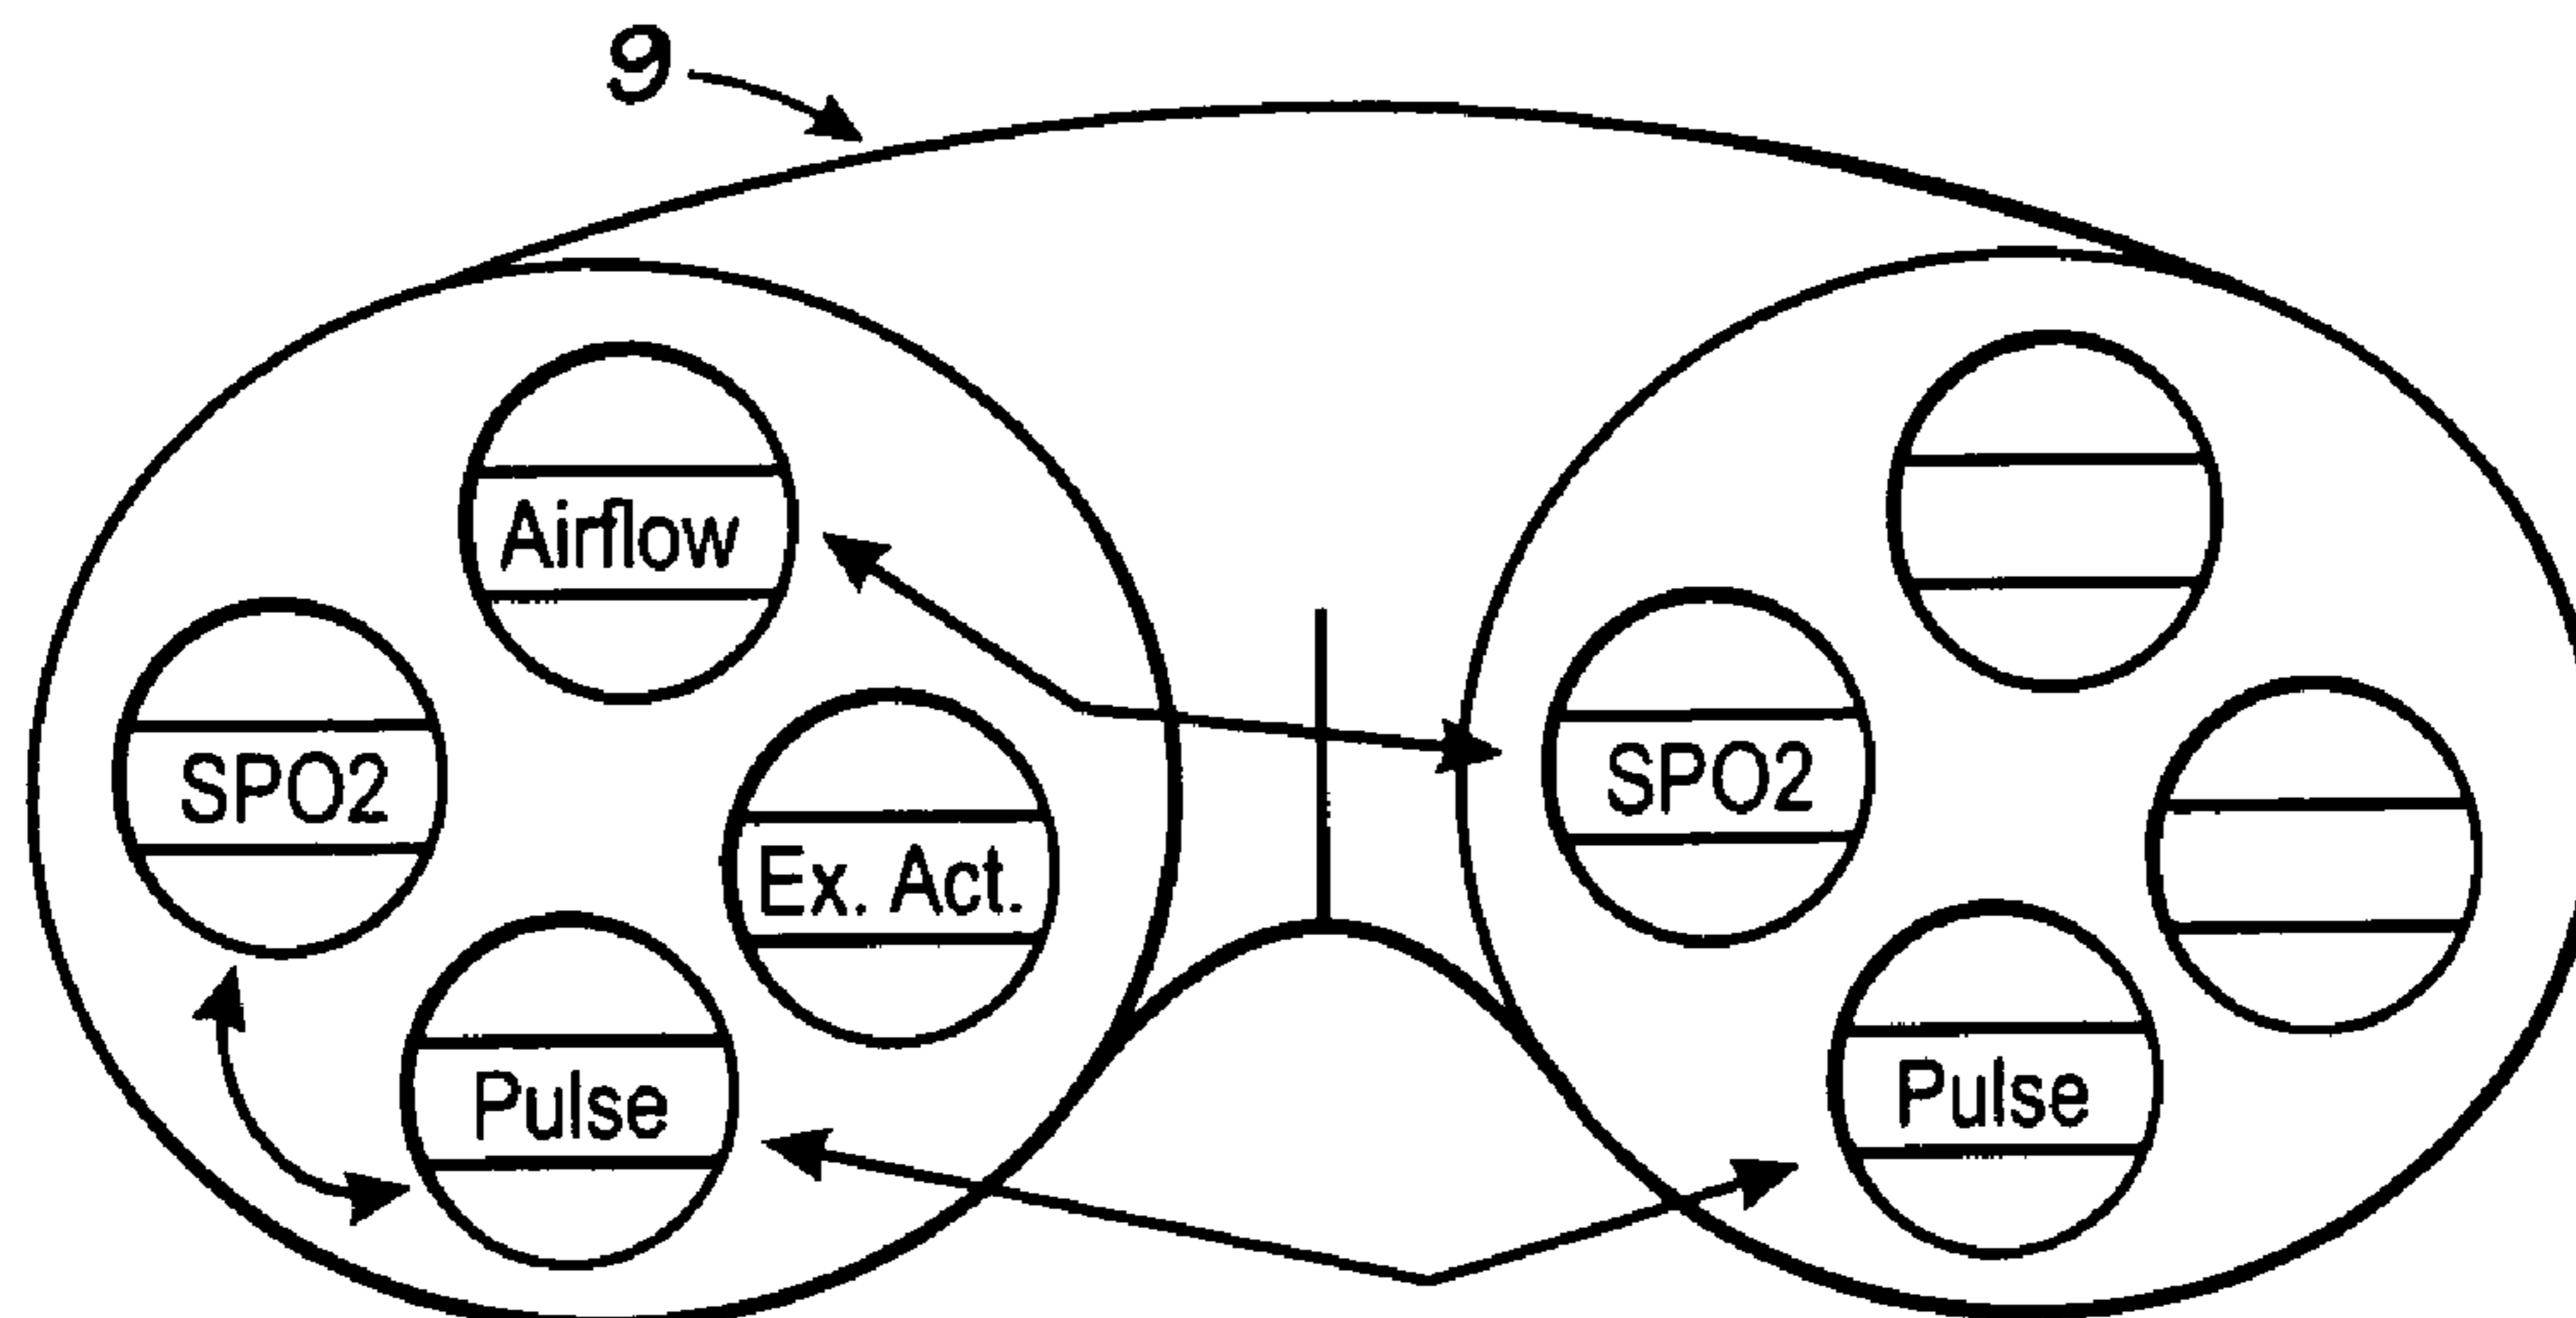 9
Airflow
SPO2
Ex. Act.
Pulse
SPO2
Pulse